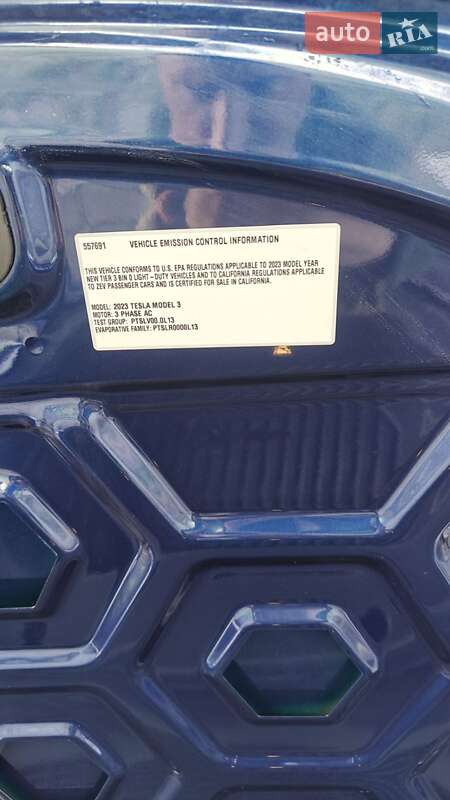 auto RIA
.com
557691 VEHICLE EMISSION CONTROL INFORMATION
THIS VEHICLE CONFORMS TO U.S. EPA REGULATIONS APPLICABLE TO 2023 MODEL YEAR
NEW TIER 3 BIN 0 LIGHT-DUTY VEHICLES AND TO CALIFORNIA REGULATIONS APPLICABLE
TO ZEV PASSENGER CARS AND IS CERTIFIED FOR SALE IN CALIFORNIA.
MODEL: 2023 TESLA MODEL 3
MOTOR: 3 PHASE AC
TEST GROUP: PTSLV00.0L13
EVAPORATIVE FAMILY: PTSLR0000L13